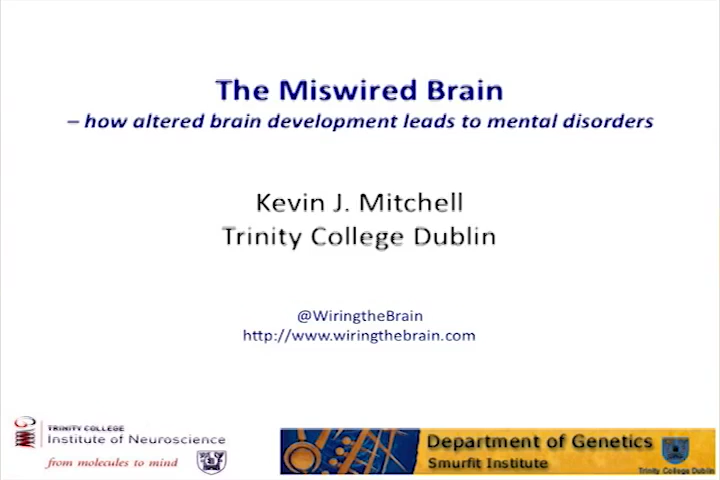 The Miswired Brain
– how altered brain development leads to mental disorders
Kevin J. Mitchell
Trinity College Dublin
@WiringtheBrain
http://www.wiringthebrain.com
TRINITY COLLEGE
Institute of Neuroscience
from molecules to mind
Department of Genetics
Smurfit Institute
Trinity College Dublin